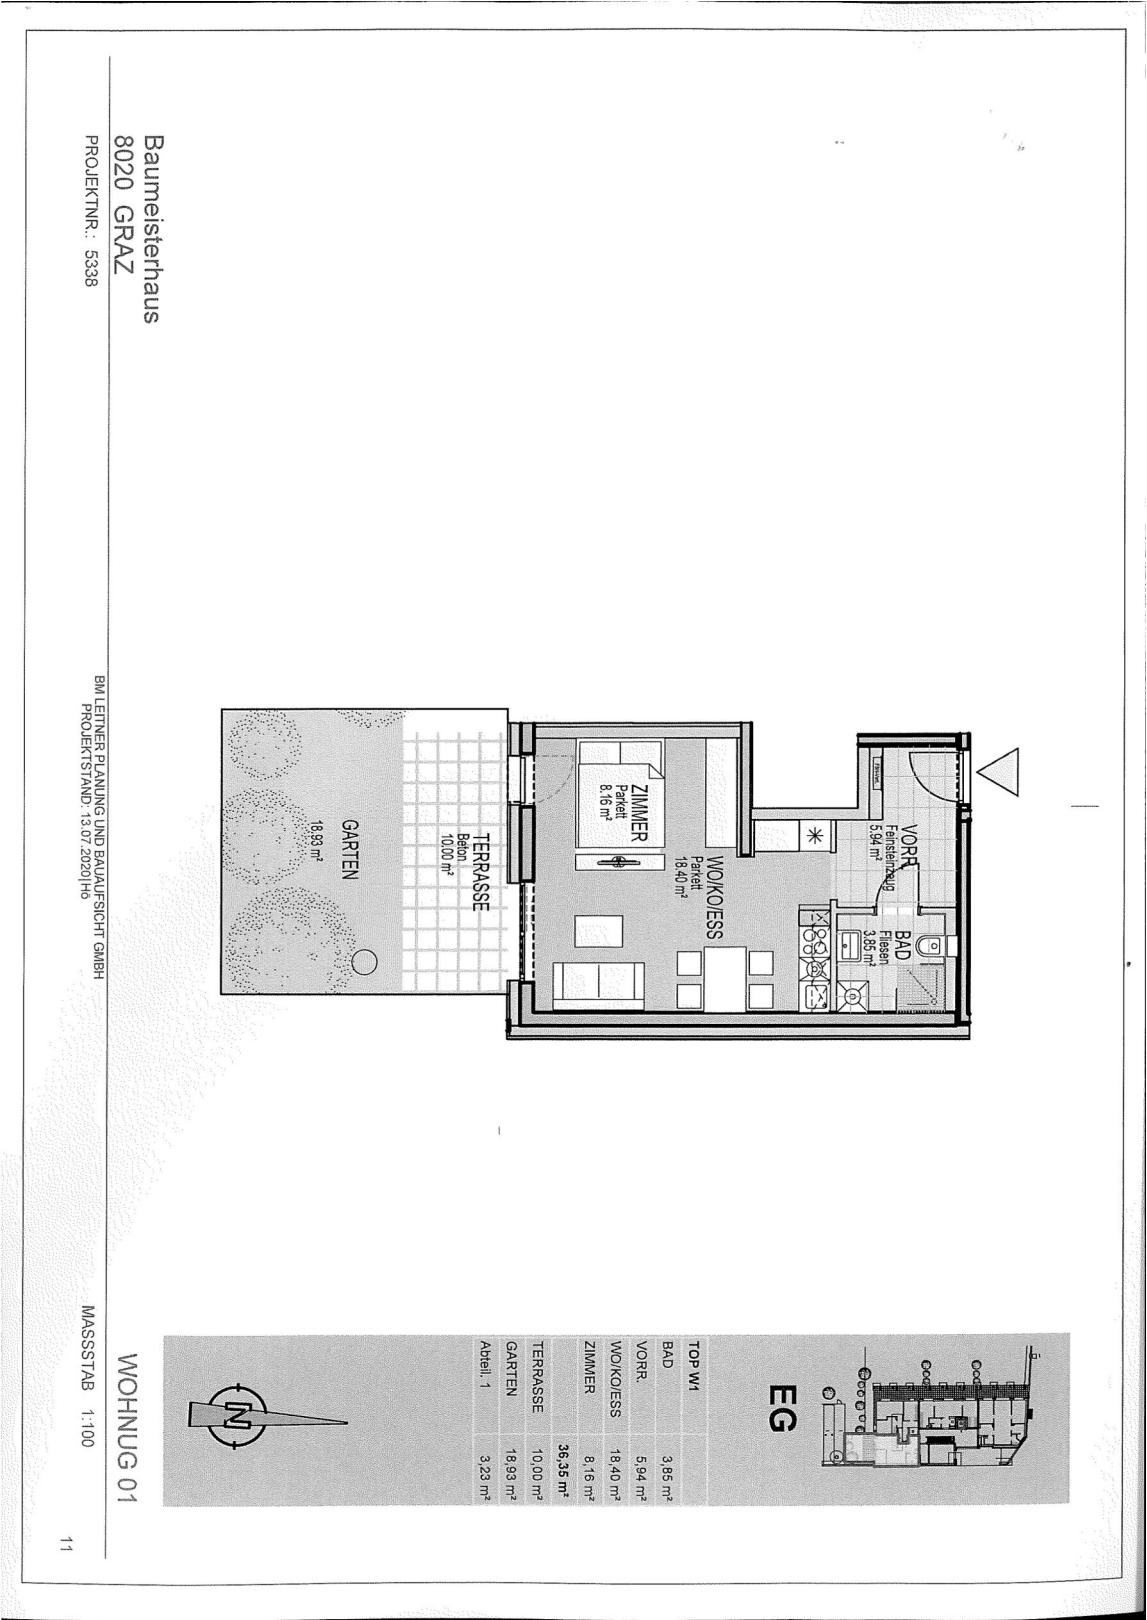 Baumeisterhaus
8020 GRAZ
PROJEKTNR.: 5338
BM LEITNER PLANUNG UND BAUAUFSICHT GMBH
PROJEKTSTAND: 13.07.2020|Hö
WOHNUG 01
MASSSTAB 1:100
11
VORR.
Feinsteinzeug
5.94 m²
BAD
Fliesen
3.85 m²
WO/KO/ESS
Parkett
18.40 m²
ZIMMER
Parkett
8.16 m²
TERRASSE
Beton
10.00 m²
GARTEN
18.93 m²
EG
TOP W1
BAD 3,85 m²
VORR. 5,94 m²
WO/KO/ESS 18,40 m²
ZIMMER 8,16 m²
36,35 m²
TERRASSE 10,00 m²
GARTEN 18,93 m²
Abteil. 1 3,23 m²
N